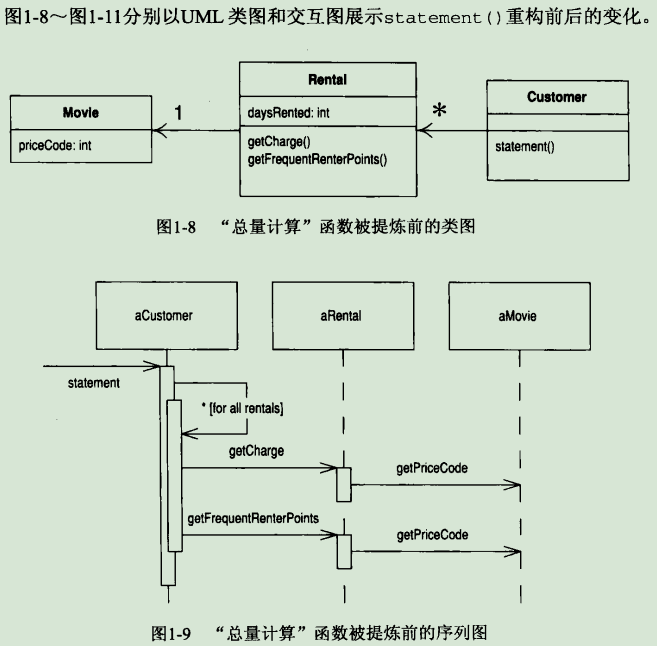 图1-8～图1-11分别以UML类图和交互图展示statement()重构前后的变化。
Rental
Customer
Movie
1
daysRented: int
*
priceCode: int
getCharge()
getFrequentRenterPoints()
statement()
图1-8 “总量计算”函数被提炼前的类图
aCustomer
aRental
aMovie
statement
* [for all rentals]
getCharge
getPriceCode
getFrequentRenterPoints
getPriceCode
图1-9 “总量计算”函数被提炼前的序列图